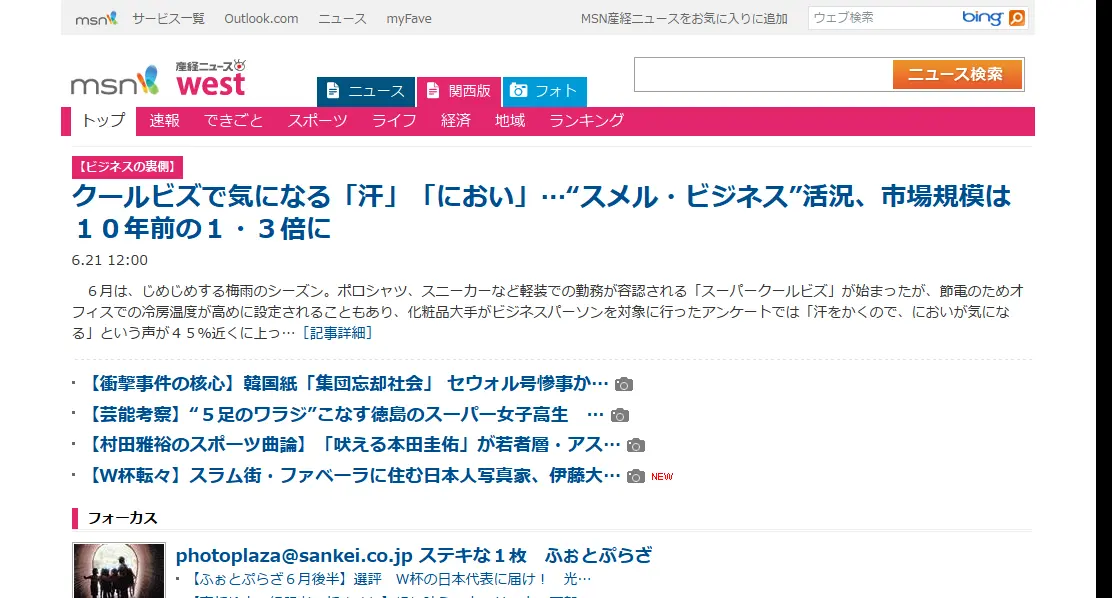 msn サービス一覧 Outlook.com ニュース myFave MSN産経ニュースをお気に入りに追加 ウェブ検索 bing
msn 産経ニュース west
ニュース 関西版 フォト ニュース検索
トップ 速報 できごと スポーツ ライフ 経済 地域 ランキング
【ビジネスの裏側】
クールビズで気になる「汗」「におい」…“スメル・ビジネス”活況、市場規模は
１０年前の１・３倍に
6.21 12:00
６月は、じめじめする梅雨のシーズン。ポロシャツ、スニーカーなど軽装での勤務が容認される「スーパークールビズ」が始まったが、節電のためオ
フィスでの冷房温度が高めに設定されることもあり、化粧品大手がビジネスパーソンを対象に行ったアンケートでは「汗をかくので、においが気にな
る」という声が４５％近くに上っ…［記事詳細］
・【衝撃事件の核心】韓国紙「集団忘却社会」 セウォル号惨事か…
・【芸能考察】“５足のワラジ”こなす徳島のスーパー女子高生　…
・【村田雅裕のスポーツ曲論】「吠える本田圭佑」が若者層・アス…
・【W杯転々】スラム街・ファベーラに住む日本人写真家、伊藤大… NEW
フォーカス
photoplaza@sankei.co.jp ステキな１枚　ふぉとぷらざ
・【ふぉとぷらざ６月後半】選評　W杯の日本代表に届け！　光…